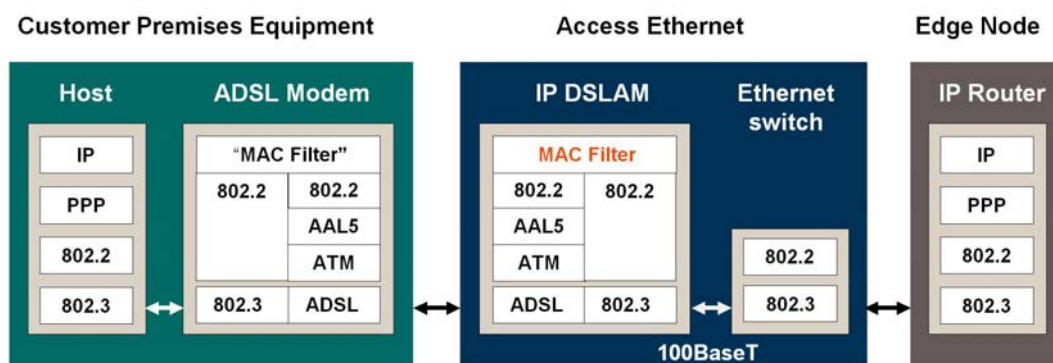 Customer Premises Equipment
Access Ethernet
Edge Node
Host
ADSL Modem
IP DSLAM
Ethernet
switch
IP Router
IP
PPP
802.2
802.3
"MAC Filter"
802.2
802.2
AAL5
ATM
802.3
ADSL
MAC Filter
802.2
802.2
AAL5
ATM
ADSL
802.3
802.2
802.3
100BaseT
IP
PPP
802.2
802.3